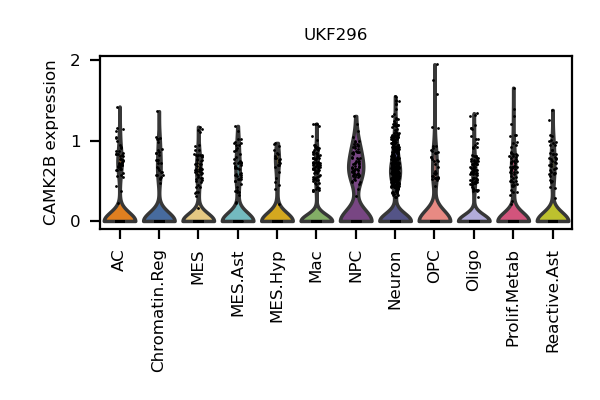 UKF296
CAMK2B expression
2
1
0
AC
Chromatin.Reg
MES
MES.Ast
MES.Hyp
Mac
NPC
Neuron
OPC
Oligo
Prolif.Metab
Reactive.Ast